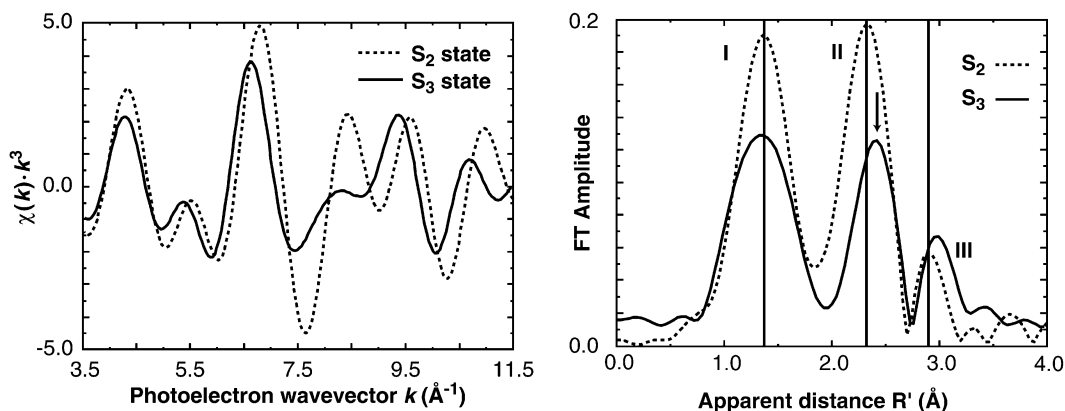 5.0
0.0
-5.0
χ(k)·k³
3.5 5.5 7.5 9.5 11.5
Photoelectron wavevector k (Å⁻¹)
S₂ state
S₃ state
0.2
0.0
FT Amplitude
I
II
III
S₂
S₃
0.0 1.0 2.0 3.0 4.0
Apparent distance R' (Å)